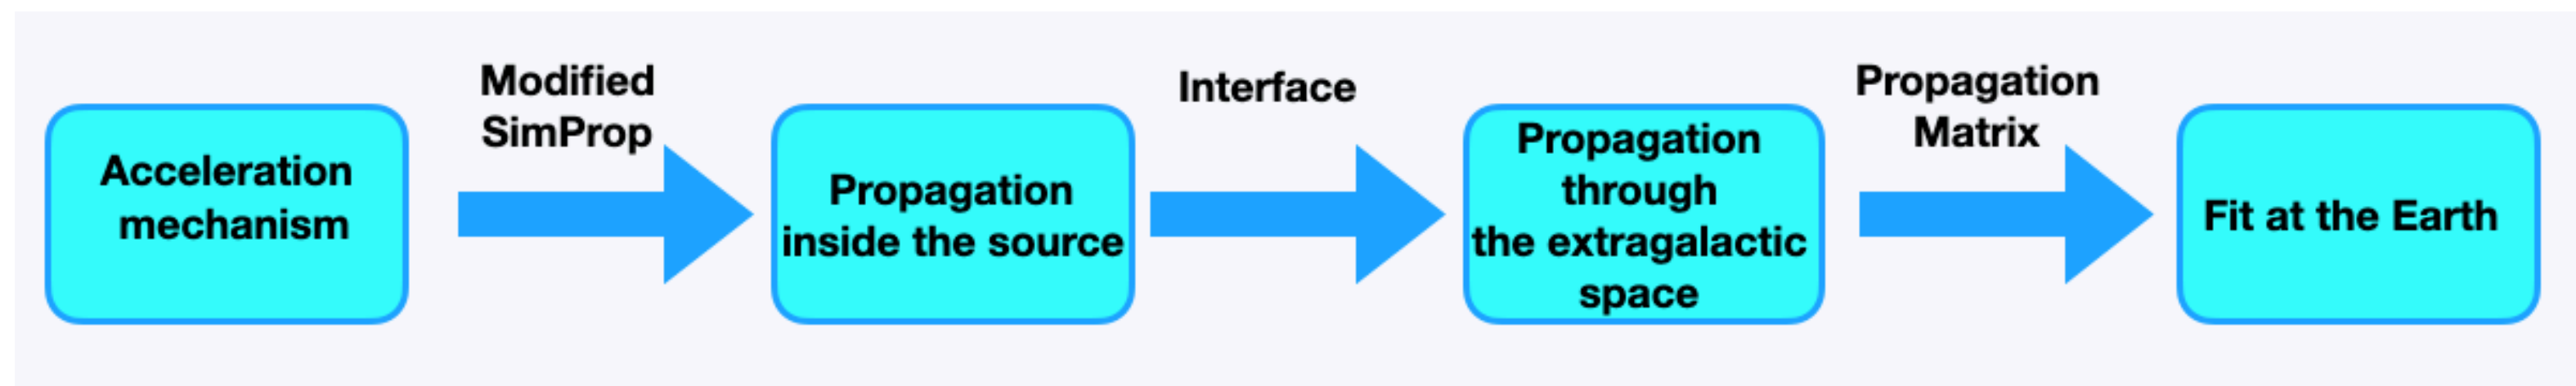 Acceleration
mechanism
Modified
SimProp
Propagation
inside the source
Interface
Propagation
through
the extragalactic
space
Propagation
Matrix
Fit at the Earth